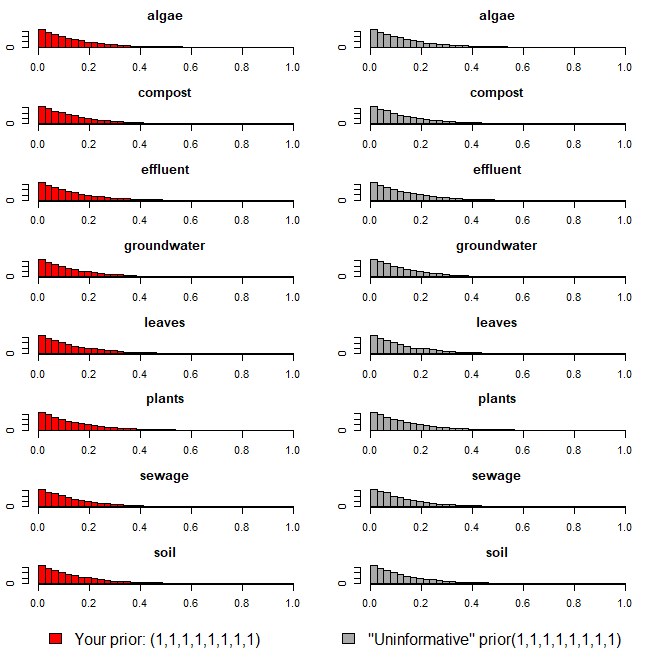 algae algae
0 0
0.0 0.2 0.4 0.6 0.8 1.0 0.0 0.2 0.4 0.6 0.8 1.0
compost compost
0 0
0.0 0.2 0.4 0.6 0.8 1.0 0.0 0.2 0.4 0.6 0.8 1.0
effluent effluent
0 0
0.0 0.2 0.4 0.6 0.8 1.0 0.0 0.2 0.4 0.6 0.8 1.0
groundwater groundwater
0 0
0.0 0.2 0.4 0.6 0.8 1.0 0.0 0.2 0.4 0.6 0.8 1.0
leaves leaves
0 0
0.0 0.2 0.4 0.6 0.8 1.0 0.0 0.2 0.4 0.6 0.8 1.0
plants plants
0 0
0.0 0.2 0.4 0.6 0.8 1.0 0.0 0.2 0.4 0.6 0.8 1.0
sewage sewage
0 0
0.0 0.2 0.4 0.6 0.8 1.0 0.0 0.2 0.4 0.6 0.8 1.0
soil soil
0 0
0.0 0.2 0.4 0.6 0.8 1.0 0.0 0.2 0.4 0.6 0.8 1.0
Your prior: (1,1,1,1,1,1,1,1) "Uninformative" prior(1,1,1,1,1,1,1,1)